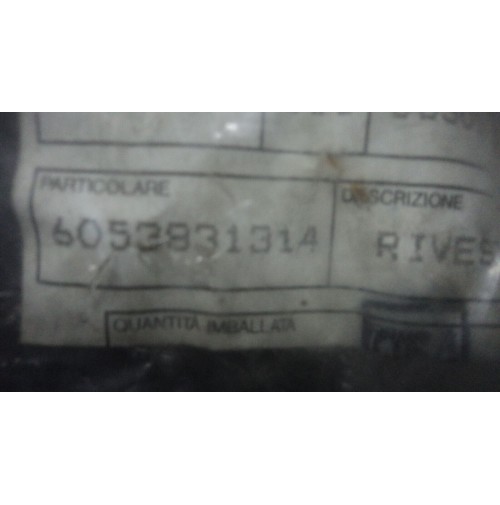 PARTICOLARE
DESCRIZIONE
6053831314
RIVES
QUANTITÀ IMBALLATA